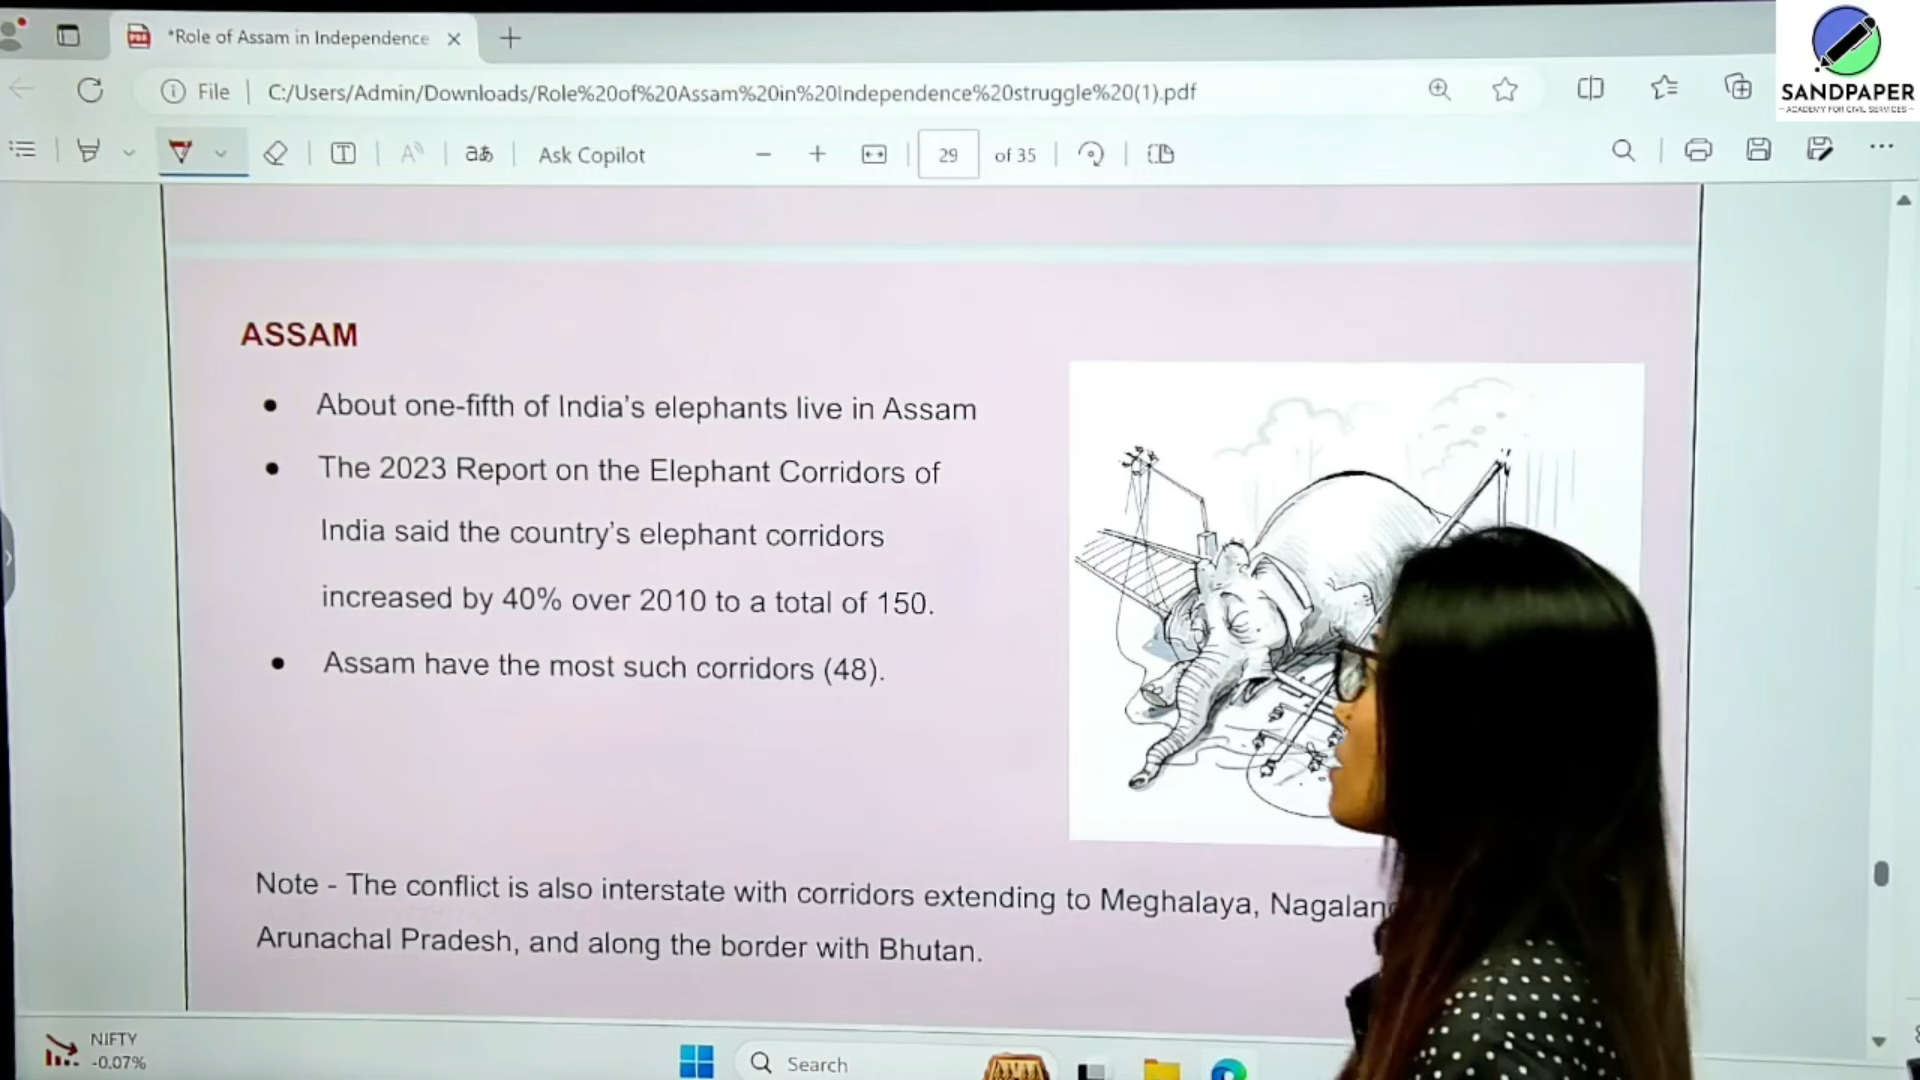 *Role of Assam in Independence
File
C:/Users/Admin/Downloads/Role%20of%20Assam%20in%20Independence%20struggle%20(1).pdf
SANDPAPER
ACADEMY FOR CIVIL SERVICES
Ask Copilot
29 of 35
ASSAM
• About one-fifth of India's elephants live in Assam
• The 2023 Report on the Elephant Corridors of
India said the country's elephant corridors
increased by 40% over 2010 to a total of 150.
• Assam have the most such corridors (48).
Note - The conflict is also interstate with corridors extending to Meghalaya,
Arunachal Pradesh, and along the border with Bhutan.
NIFTY
-0.07%
Search